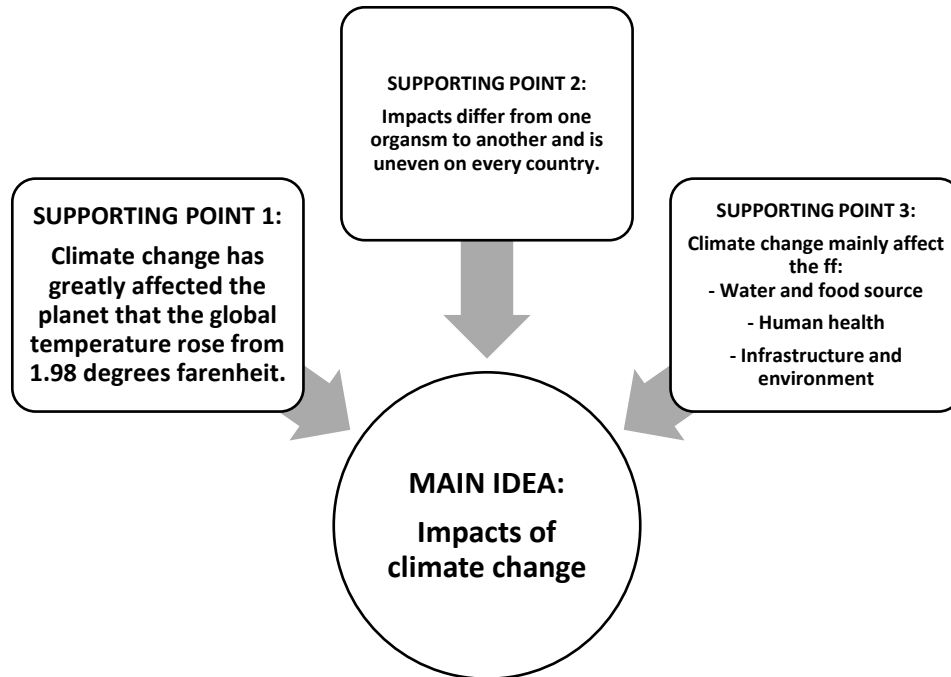 SUPPORTING POINT 1:
Climate change has
greatly affected the
planet that the global
temperature rose from
1.98 degrees farenheit.
SUPPORTING POINT 2:
Impacts differ from one
organsm to another and is
uneven on every country.
SUPPORTING POINT 3:
Climate change mainly affect
the ff:
- Water and food source
- Human health
- Infrastructure and
environment
MAIN IDEA:
Impacts of
climate change